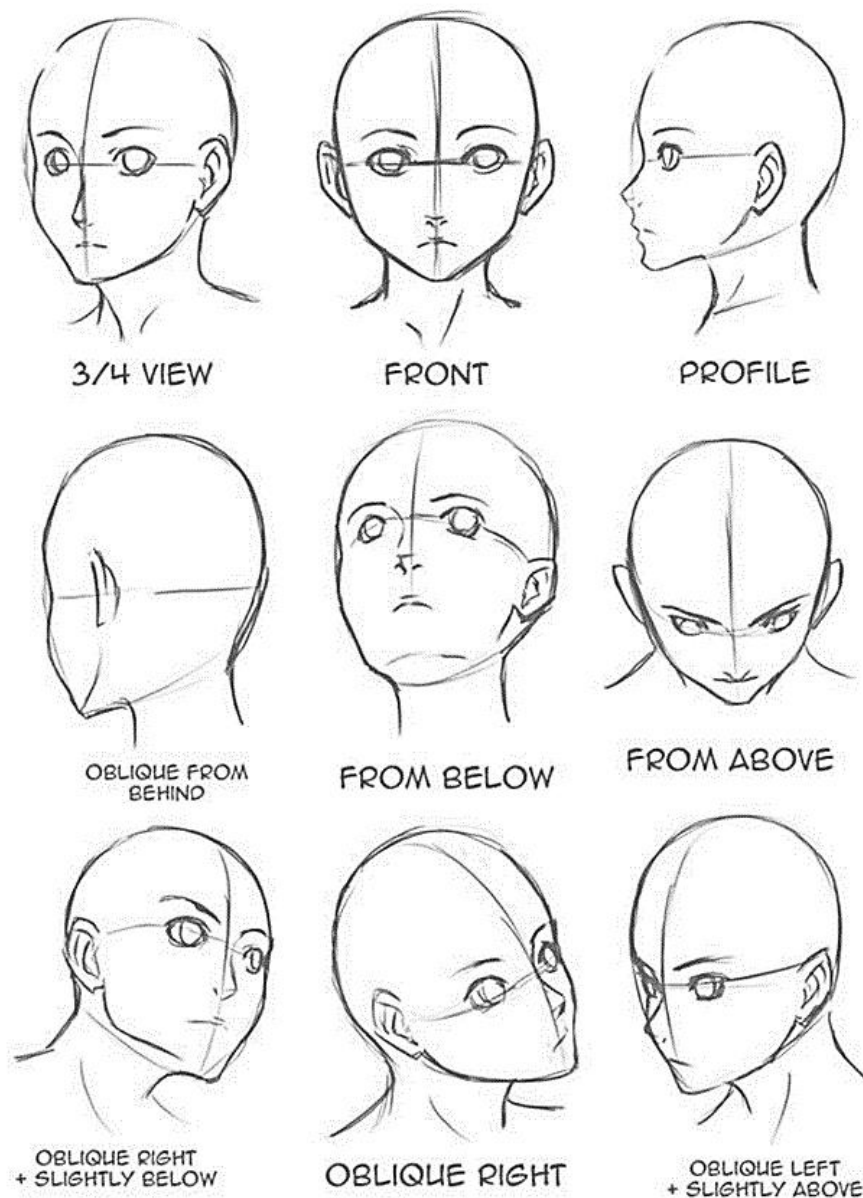 3/4 VIEW
FRONT
PROFILE
OBLIQUE FROM
BEHIND
FROM BELOW
FROM ABOVE
OBLIQUE RIGHT
+ SLIGHTLY BELOW
OBLIQUE RIGHT
OBLIQUE LEFT
+ SLIGHTLY ABOVE